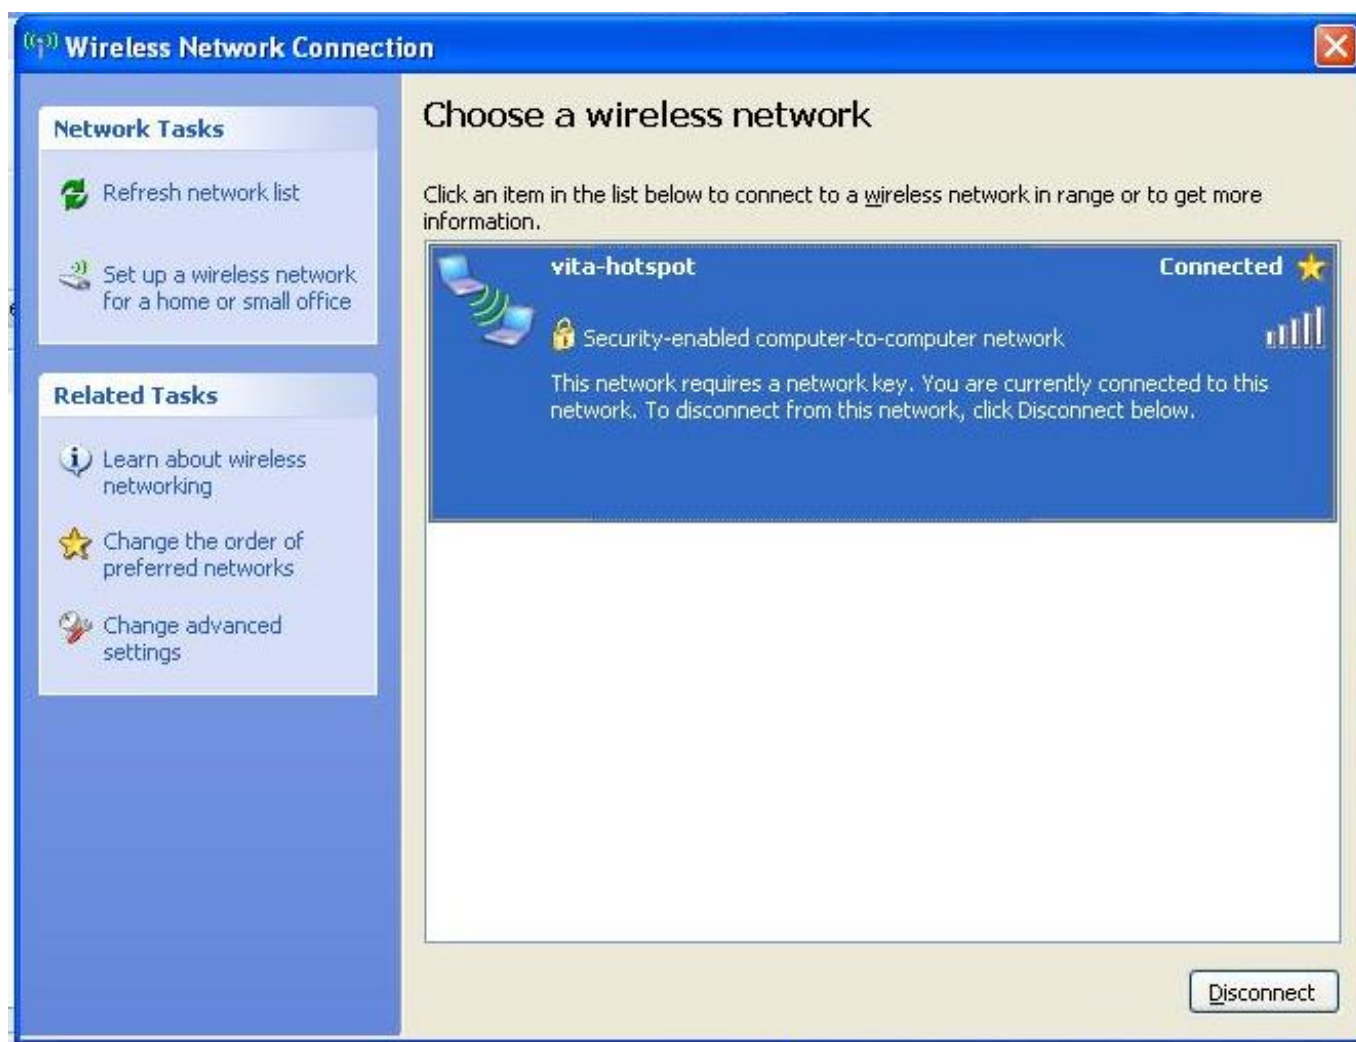 Wireless Network Connection
Network Tasks
Refresh network list
Set up a wireless network
for a home or small office
Related Tasks
Learn about wireless
networking
Change the order of
preferred networks
Change advanced
settings
Choose a wireless network
Click an item in the list below to connect to a wireless network in range or to get more
information.
vita-hotspot Connected
Security-enabled computer-to-computer network
This network requires a network key. You are currently connected to this
network. To disconnect from this network, click Disconnect below.
Disconnect